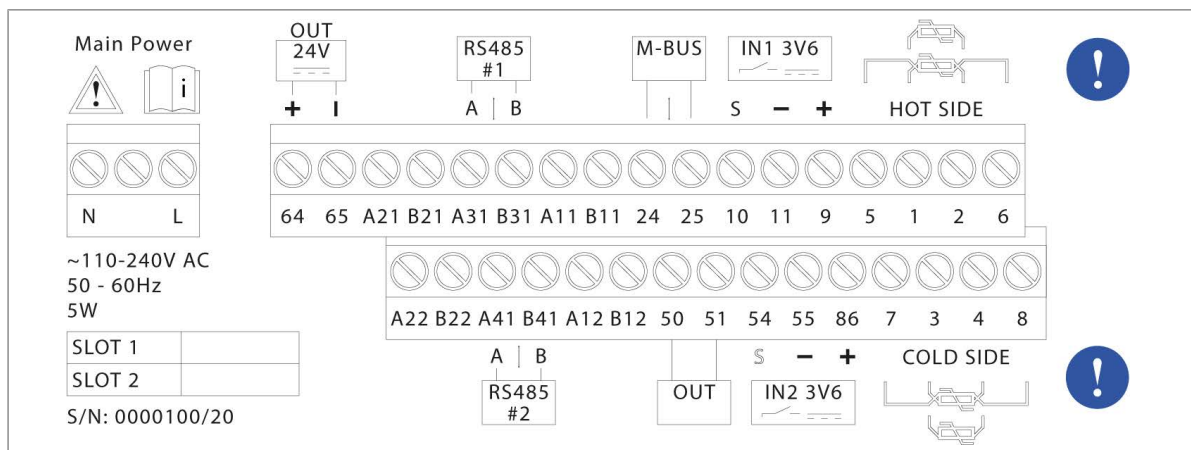 Main Power
OUT
24V
+ I
RS485
#1
A B
M-BUS
IN1 3V6
S − +
HOT SIDE
!
! i
N L
64 65 A21 B21 A31 B31 A11 B11 24 25 10 11 9 5 1 2 6
~110-240V AC
50 - 60Hz
5W
A22 B22 A41 B41 A12 B12 50 51 54 55 86 7 3 4 8
SLOT 1
SLOT 2
S/N: 0000100/20
A B
RS485
#2
OUT
S − +
IN2 3V6
COLD SIDE
!